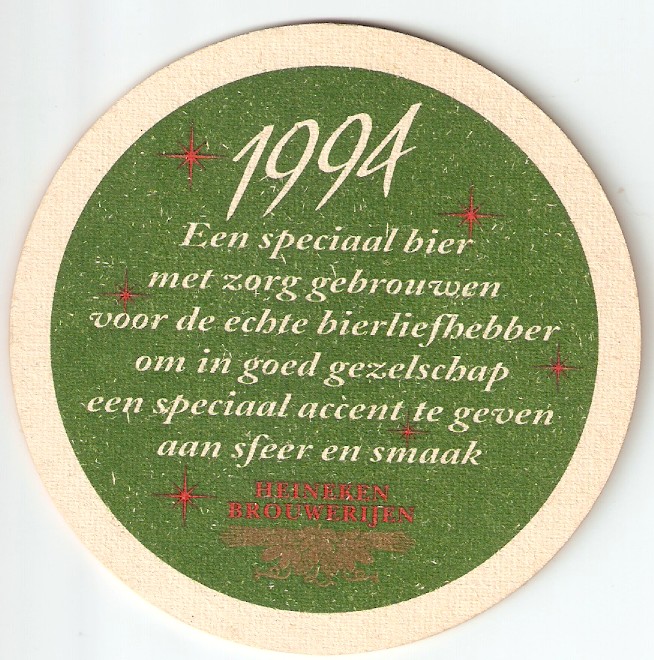 1994
Een speciaal bier
met zorg gebrouwen
voor de echte bierliefhebber
om in goed gezelschap
een speciaal accent te geven
aan sfeer en smaak
HEINEKEN
BROUWERIJEN